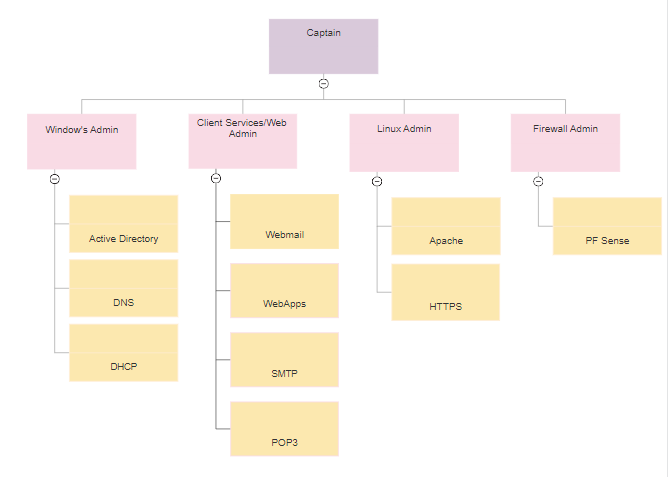 Captain
Window's Admin
Client Services/Web
Admin
Linux Admin
Firewall Admin
Active Directory
DNS
DHCP
Webmail
WebApps
SMTP
POP3
Apache
HTTPS
PF Sense